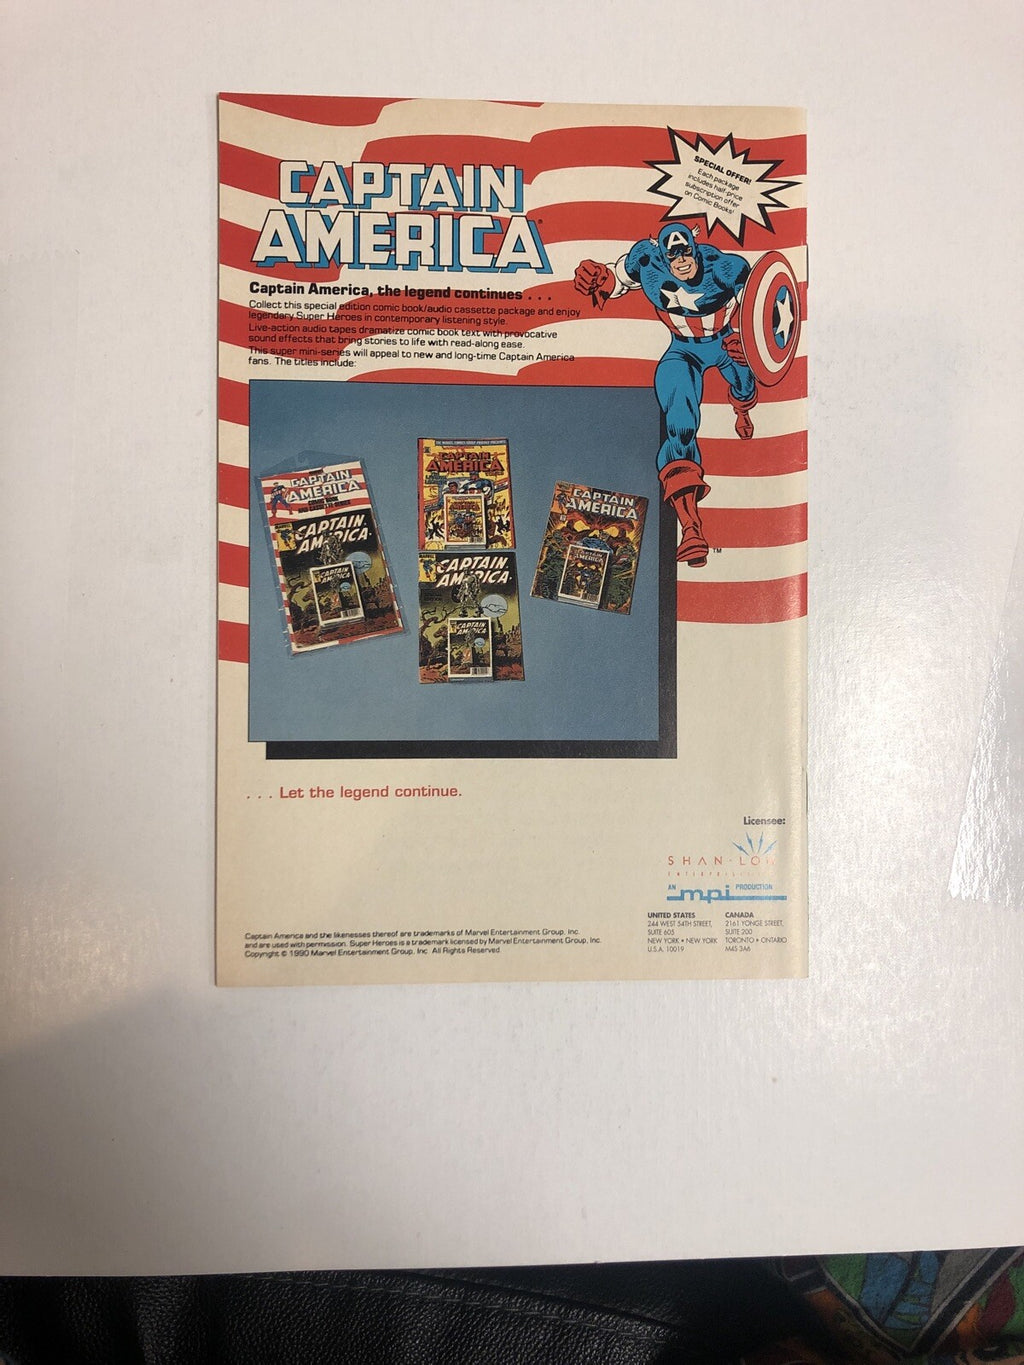 CAPTAIN
AMERICA
SPECIAL OFFER!
Each package
includes half-price
subscription offer
on Comic Books!
Captain America, the legend continues . . .
Collect this special edition comic book/audio cassette package and enjoy
legendary Super Heroes in contemporary listening style.
Live-action audio tapes dramatize comic book text with provocative
sound effects that bring stories to life with read-along ease.
This super mini-series will appeal to new and long-time Captain America
fans. The titles include:
TM
CAPTAIN
AMERICA
CAPTAIN
AMERICA
CAPTAIN
AMERICA
CAPTAIN
AMERICA
CAPTAIN
AMERICA
CAPTAIN
AMERICA
CAPTAIN
AMERICA
. . . Let the legend continue.
Licensee:
SHAN-LON
AN mpi PRODUCTION
UNITED STATES
244 WEST 54TH STREET,
SUITE 605
NEW YORK • NEW YORK
U.S.A. 10019
CANADA
2161 YONGE STREET,
SUITE 200
TORONTO • ONTARIO
M4S 3A6
Captain America and the likenesses thereof are trademarks of Marvel Entertainment Group, Inc.
and are used with permission. Super Heroes is a trademark licensed by Marvel Entertainment Group, Inc.
Copyright © 1990 Marvel Entertainment Group, Inc. All Rights Reserved.